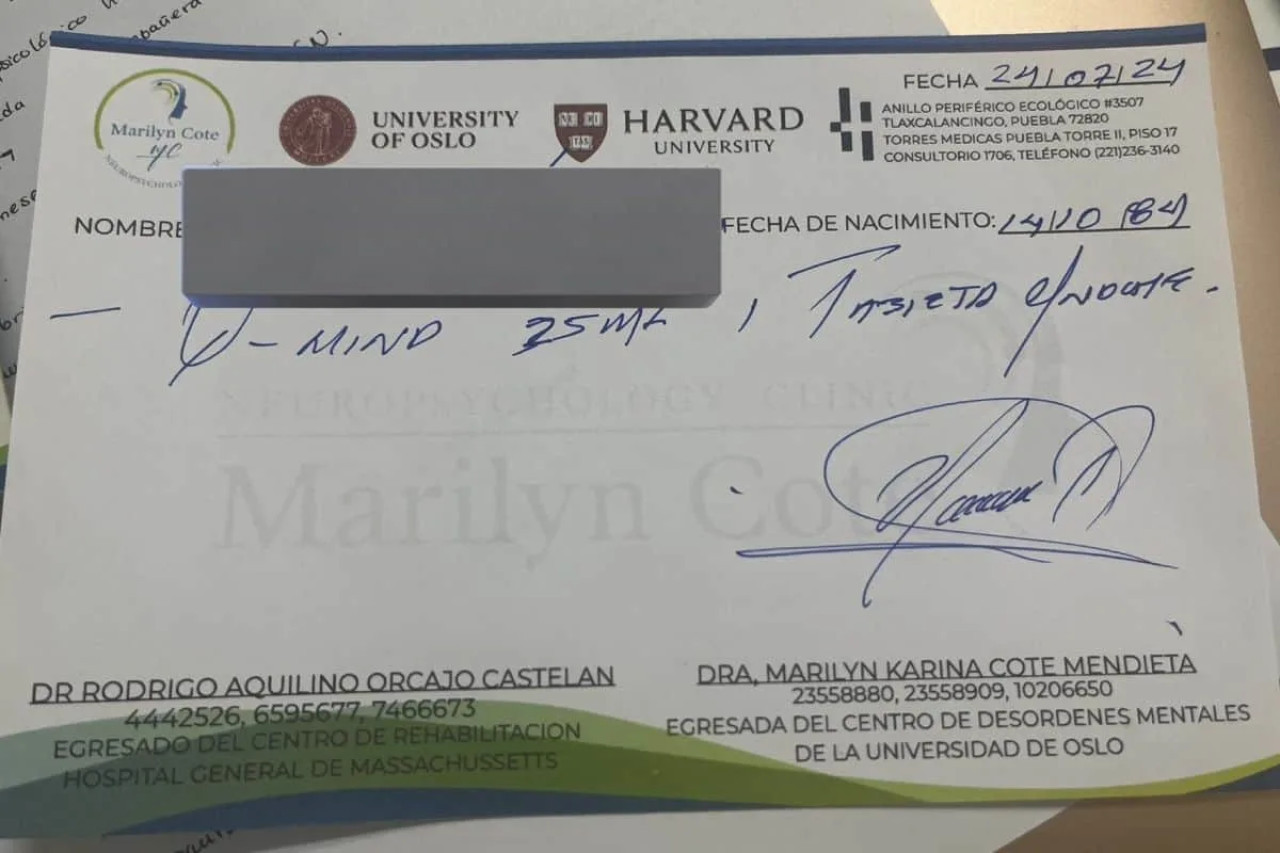 Marilyn Cote
UNIVERSITY OF OSLO
HARVARD UNIVERSITY
FECHA 24/07/24
ANILLO PERIFÉRICO ECOLÓGICO #3507
TLAXCALANCINGO, PUEBLA 72820
TORRES MEDICAS PUEBLA TORRE II, PISO 17
CONSULTORIO 1706, TELÉFONO (221)236-3140
NOMBRE
FECHA DE NACIMIENTO: 14/10/84
- MIND 25 , 1
NEUROPSYCHOLOGY CLINIC
Marilyn Cote
DR RODRIGO AQUILINO ORCAJO CASTELAN
4442526, 6595677, 7466673
EGRESADO DEL CENTRO DE REHABILITACION
HOSPITAL GENERAL DE MASSACHUSSETTS
DRA, MARILYN KARINA COTE MENDIETA
23558880, 23558909, 10206650
EGRESADA DEL CENTRO DE DESORDENES MENTALES
DE LA UNIVERSIDAD DE OSLO